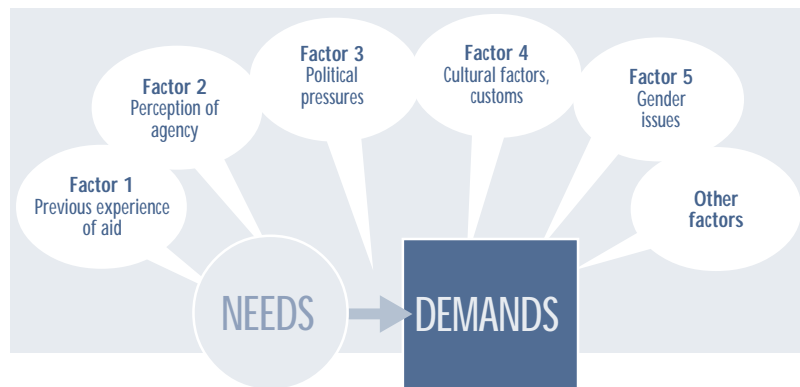 Factor 1
Previous experience
of aid
Factor 2
Perception of
agency
Factor 3
Political
pressures
Factor 4
Cultural factors,
customs
Factor 5
Gender
issues
Other
factors
NEEDS
DEMANDS